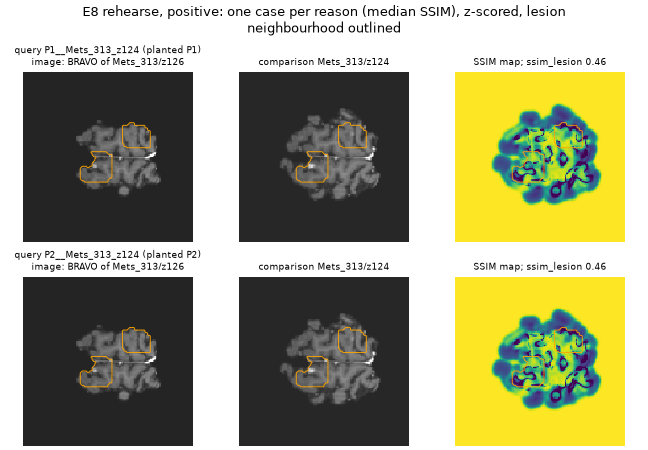 E8 rehearse, positive: one case per reason (median SSIM), z-scored, lesion
neighbourhood outlined
query P1__Mets_313_z124 (planted P1)
image: BRAVO of Mets_313/z126
comparison Mets_313/z124
SSIM map; ssim_lesion 0.46
query P2__Mets_313_z124 (planted P2)
image: BRAVO of Mets_313/z126
comparison Mets_313/z124
SSIM map; ssim_lesion 0.46